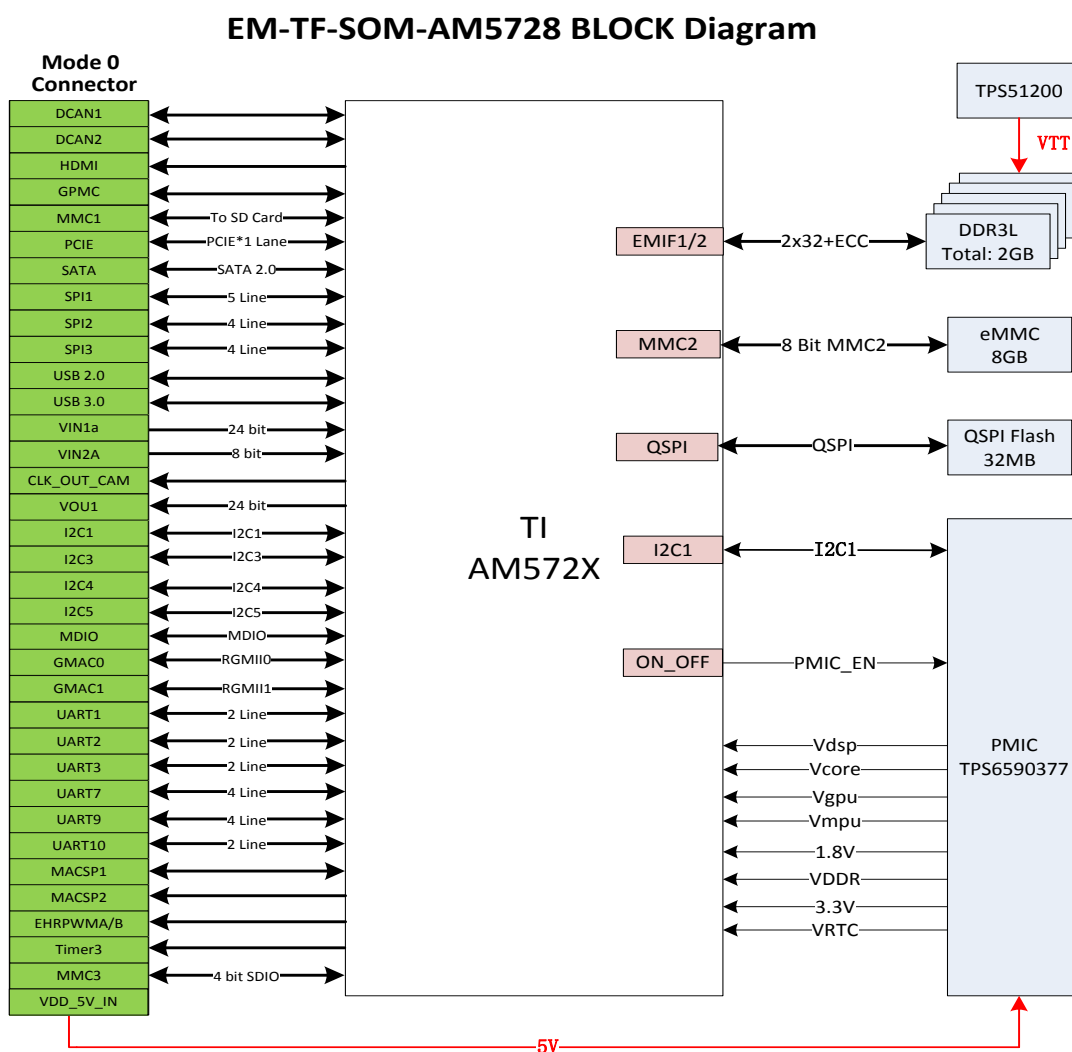 EM-TF-SOM-AM5728 BLOCK Diagram
Mode 0
Connector
DCAN1
DCAN2
HDMI
GPMC
MMC1
To SD Card
PCIE
PCIE*1 Lane
SATA
SATA 2.0
SPI1
5 Line
SPI2
4 Line
SPI3
4 Line
USB 2.0
USB 3.0
VIN1a
24 bit
VIN2A
8 bit
CLK_OUT_CAM
VOU1
24 bit
I2C1
I2C1
I2C3
I2C3
I2C4
I2C4
I2C5
I2C5
MDIO
MDIO
GMAC0
RGMII0
GMAC1
RGMII1
UART1
2 Line
UART2
2 Line
UART3
2 Line
UART7
4 Line
UART9
4 Line
UART10
2 Line
MACSP1
MACSP2
EHRPWMA/B
Timer3
MMC3
4 bit SDIO
VDD_5V_IN
5V
TI
AM572X
EMIF1/2
2x32+ECC
MMC2
8 Bit MMC2
QSPI
QSPI
I2C1
I2C1
ON_OFF
PMIC_EN
Vdsp
Vcore
Vgpu
Vmpu
1.8V
VDDR
3.3V
VRTC
TPS51200
VTT
DDR3L
Total: 2GB
eMMC
8GB
QSPI Flash
32MB
PMIC
TPS6590377